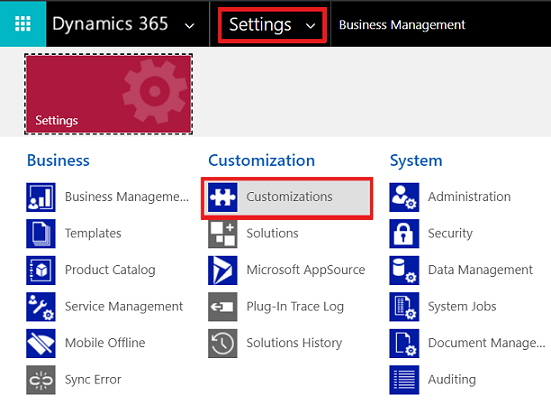 Dynamics 365 Settings Business Management
Settings
Business Customization System
Business Manageme... Customizations Administration
Templates Solutions Security
Product Catalog Microsoft AppSource Data Management
Service Management Plug-In Trace Log System Jobs
Mobile Offline Solutions History Document Manage...
Sync Error Auditing